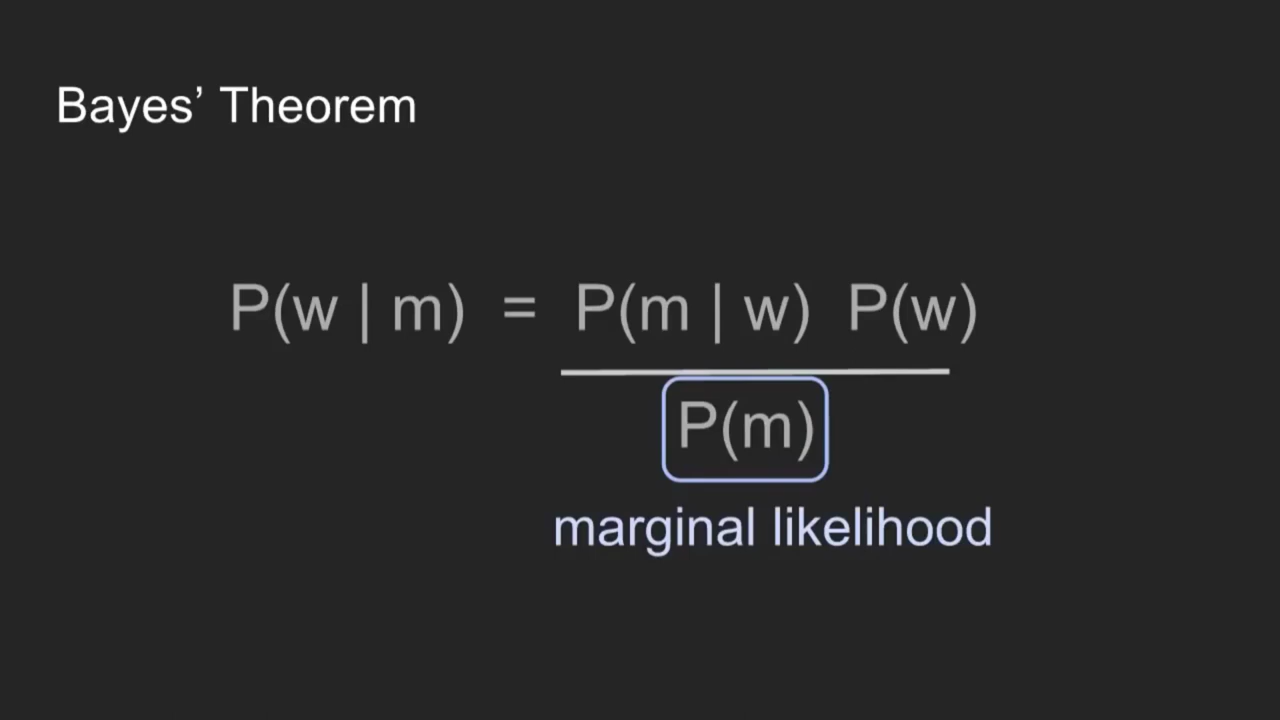 Bayes’ Theorem
P(w | m) = P(m | w) P(w)
P(m)
marginal likelihood